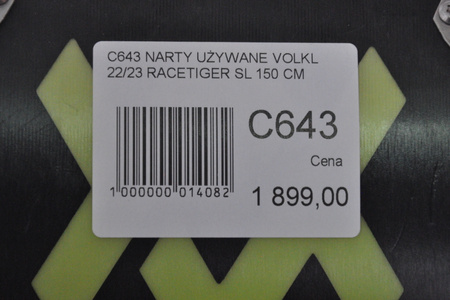 C643 NARTY UŻYWANE VOLKL
22/23 RACETIGER SL 150 CM
C643
Cena
1 899,00
1 000000 014082